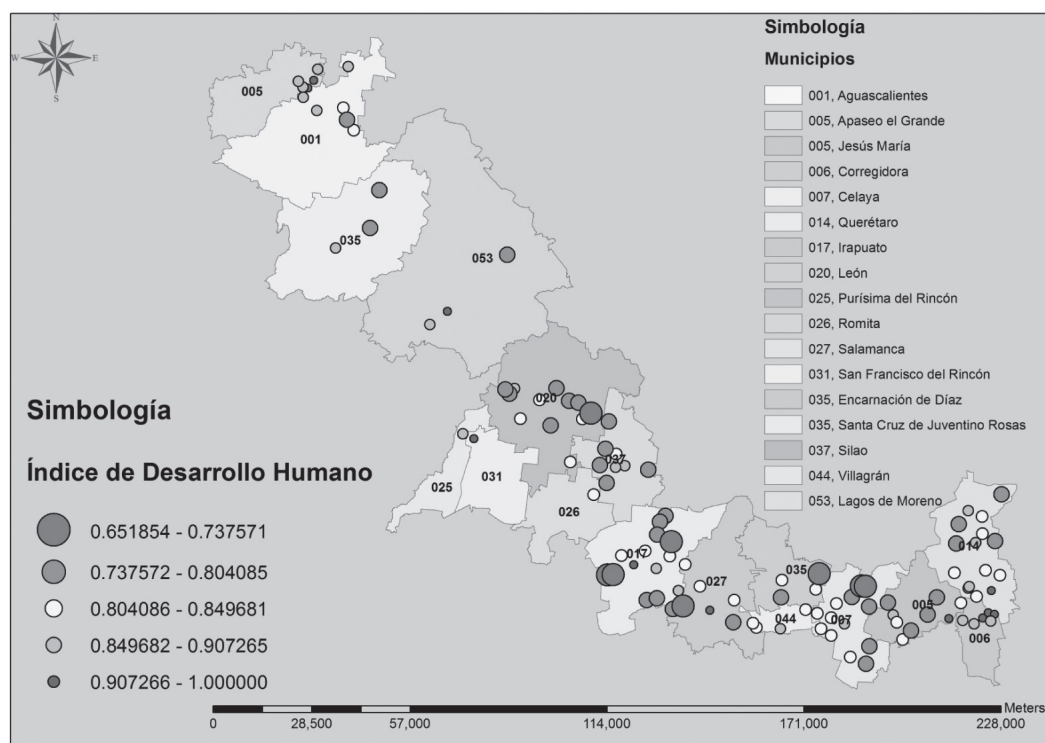 N
W E
S
Simbología
Municipios
001, Aguascalientes
005, Apaseo el Grande
005, Jesús María
006, Corregidora
007, Celaya
014, Querétaro
017, Irapuato
020, León
025, Purísima del Rincón
026, Romita
027, Salamanca
031, San Francisco del Rincón
035, Encarnación de Díaz
035, Santa Cruz de Juventino Rosas
037, Silao
044, Villagrán
053, Lagos de Moreno
005
001
035
053
020
037
025
031
026
017
027
035
044
007
005
014
006
Simbología
Índice de Desarrollo Humano
0.651854 - 0.737571
0.737572 - 0.804085
0.804086 - 0.849681
0.849682 - 0.907265
0.907266 - 1.000000
Meters
0 28,500 57,000 114,000 171,000 228,000